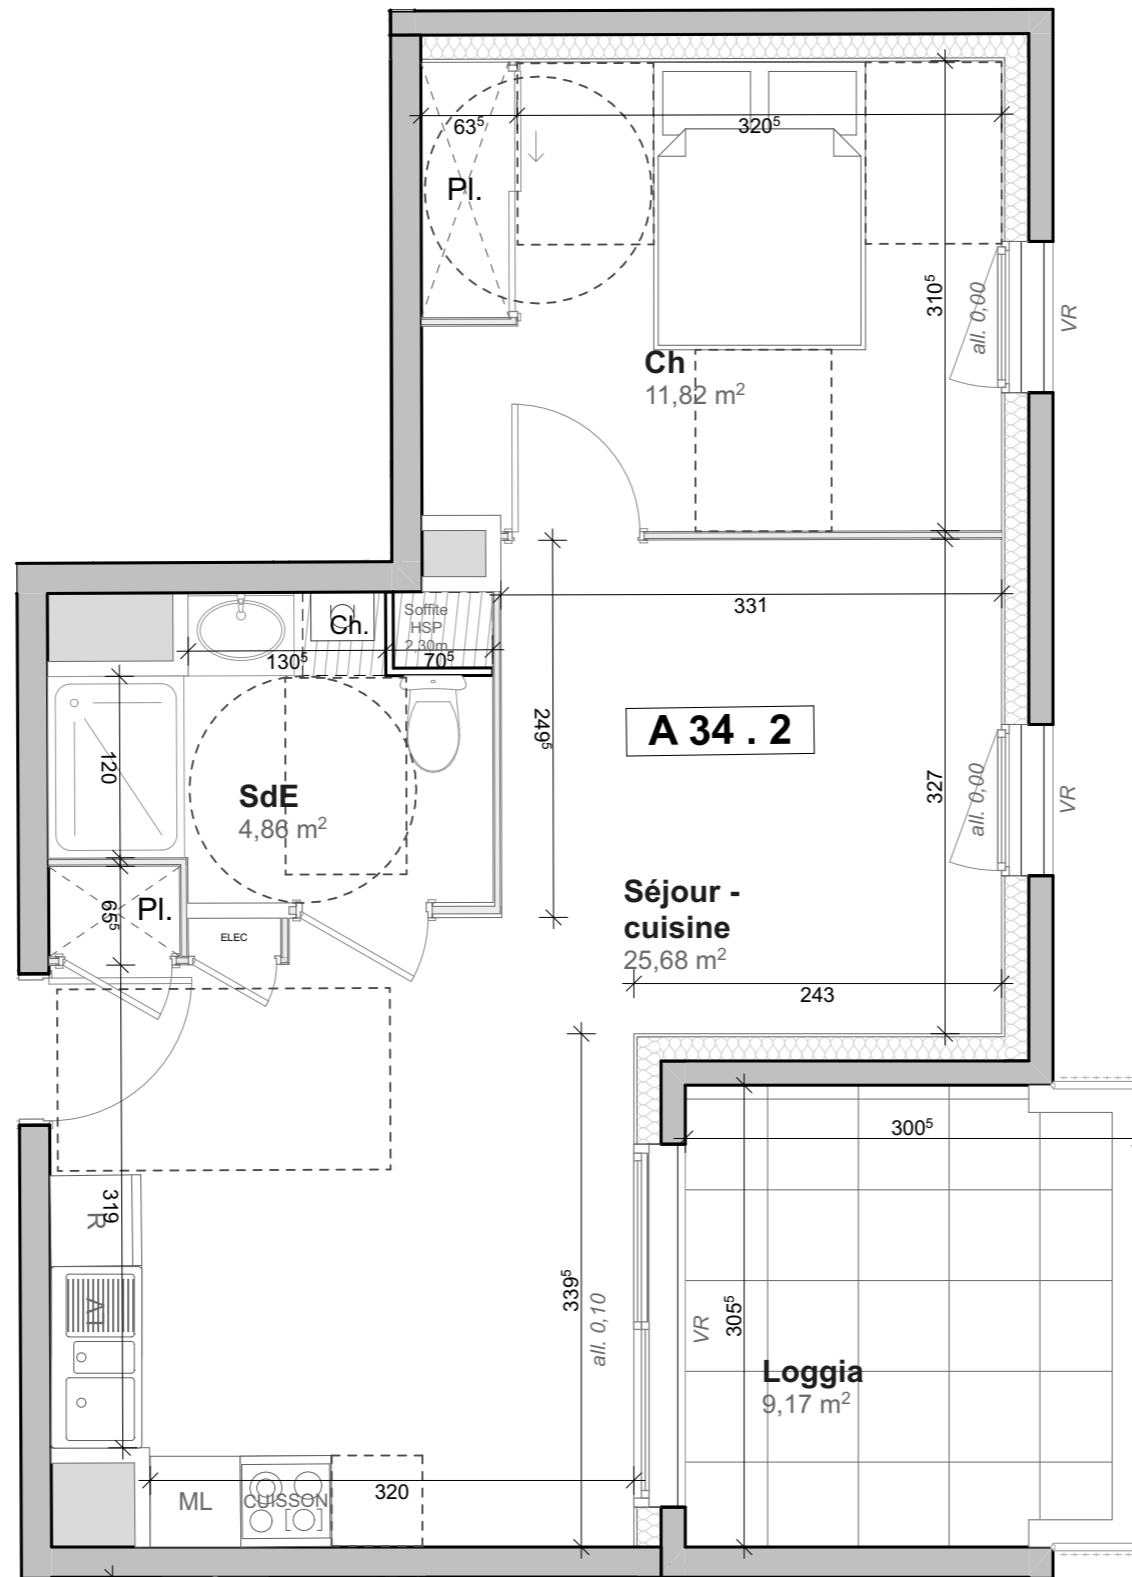 63⁵
320⁵
Pl.
310⁵
all. 0,00
VR
Ch
11,82 m²
331
Soffite
HSP
2,30m
Ch.
130⁵
70⁵
249⁵
A 34 . 2
120
SdE
4,86 m²
327
all. 0,00
VR
65⁵
Pl.
ELEC
Séjour -
cuisine
25,68 m²
243
300⁵
319
R
339⁵
all. 0,10
VR
305⁵
Loggia
9,17 m²
ML
CUISSON
320